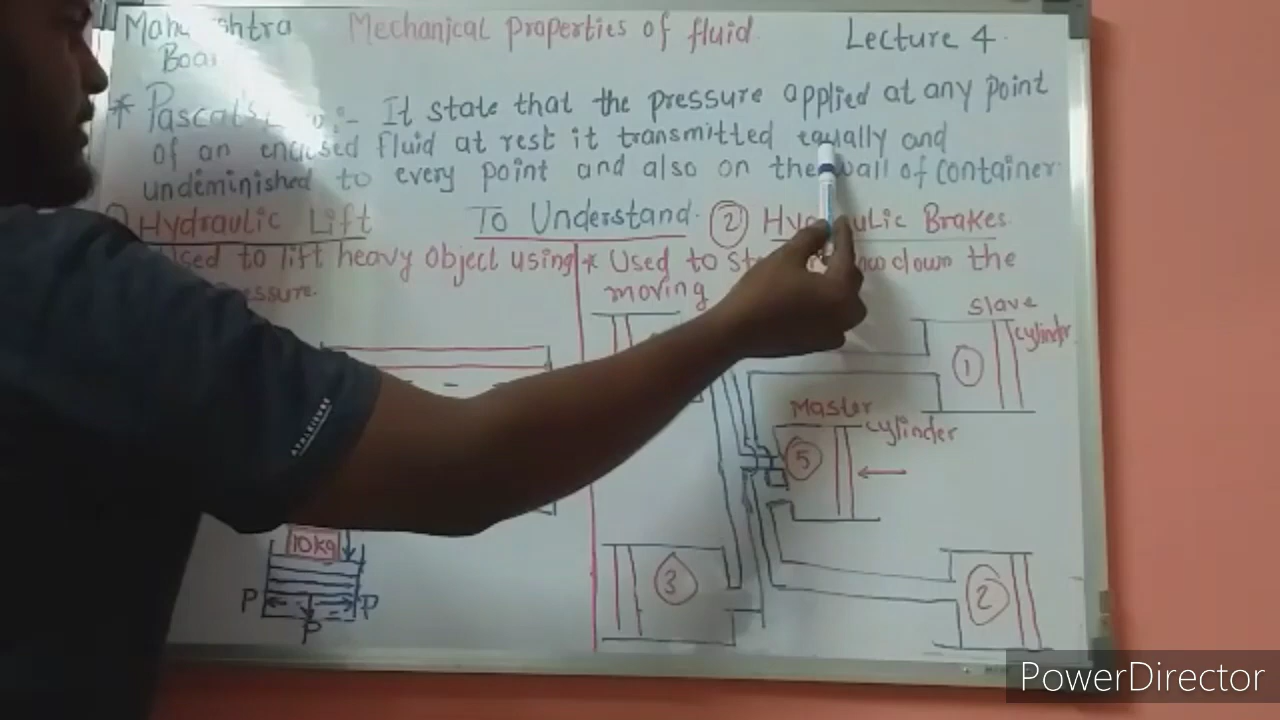 Mechanical properties of fluid
Lecture 4
* Pascal's :- It state that the pressure applied at any point
of an enclosed fluid at rest it transmitted equally and
undiminished to every point and also on the wall of container.
Hydraulic Lift
To Understand
② Brakes.
used to lift heavy object using
* Used to down the
moving
Slave
cylinder
①
Master
cylinder
⑤
10kg
P P
P
③
②
ATHLEISURE
PowerDirector